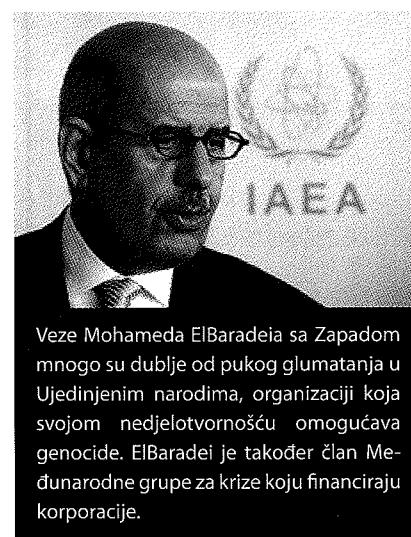 IAEA
Veze Mohameda ElBaradeia sa Zapadom
mnogo su dublje od pukog glumatanja u
Ujedinjenim narodima, organizaciji koja
svojom nedjelotvornošću omogućava
genocide. ElBaradei je također član Me-
đunarodne grupe za krize koju financiraju
korporacije.